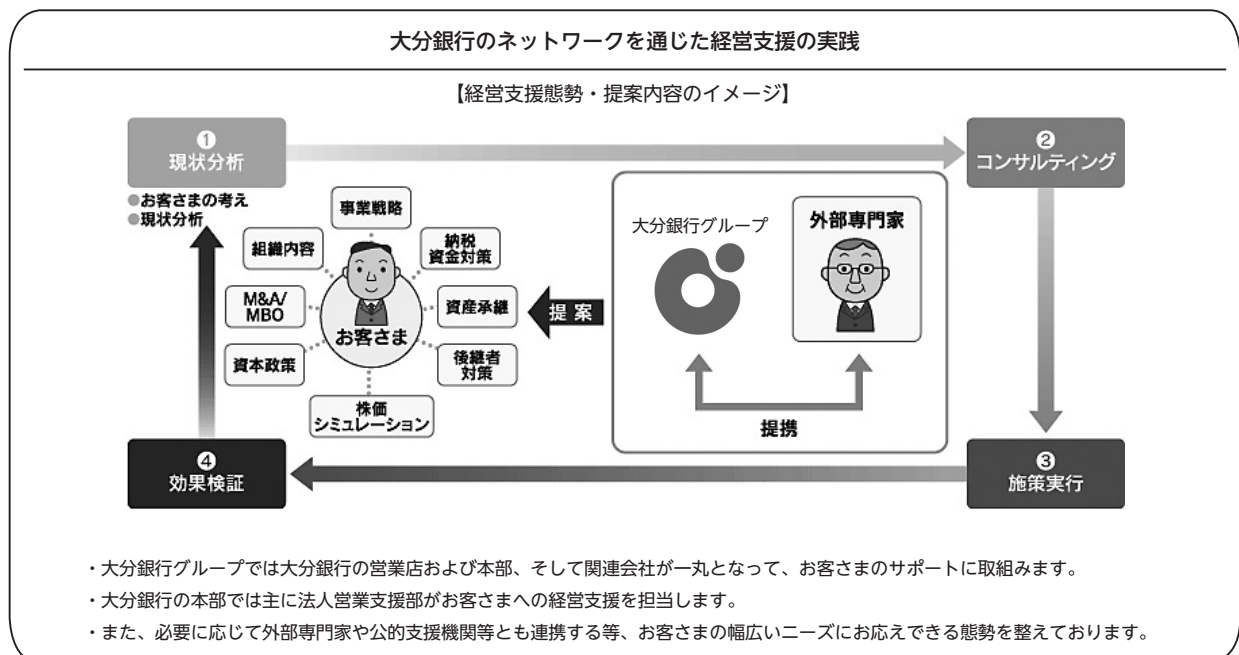 大分銀行のネットワークを通じた経営支援の実践
【経営支援態勢・提案内容のイメージ】
❶
現状分析
●お客さまの考え
●現状分析
❷
コンサルティング
事業戦略
組織内容
納税
資金対策
M&A/
MBO
資産承継
お客さま
資本政策
後継者
対策
株価
シミュレーション
提案
大分銀行グループ
外部専門家
提携
❹
効果検証
❸
施策実行
・大分銀行グループでは大分銀行の営業店および本部、そして関連会社が一丸となって、お客さまのサポートに取組みます。
・大分銀行の本部では主に法人営業支援部がお客さまへの経営支援を担当します。
・また、必要に応じて外部専門家や公的支援機関等とも連携する等、お客さまの幅広いニーズにお応えできる態勢を整えております。